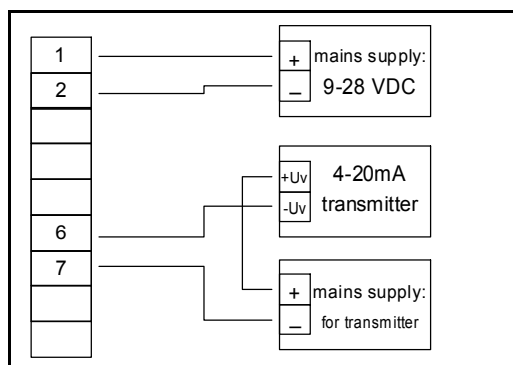 1
2
6
7
+
–
mains supply:
9-28 VDC
+Uv
-Uv
4-20mA
transmitter
+
–
mains supply:
for transmitter